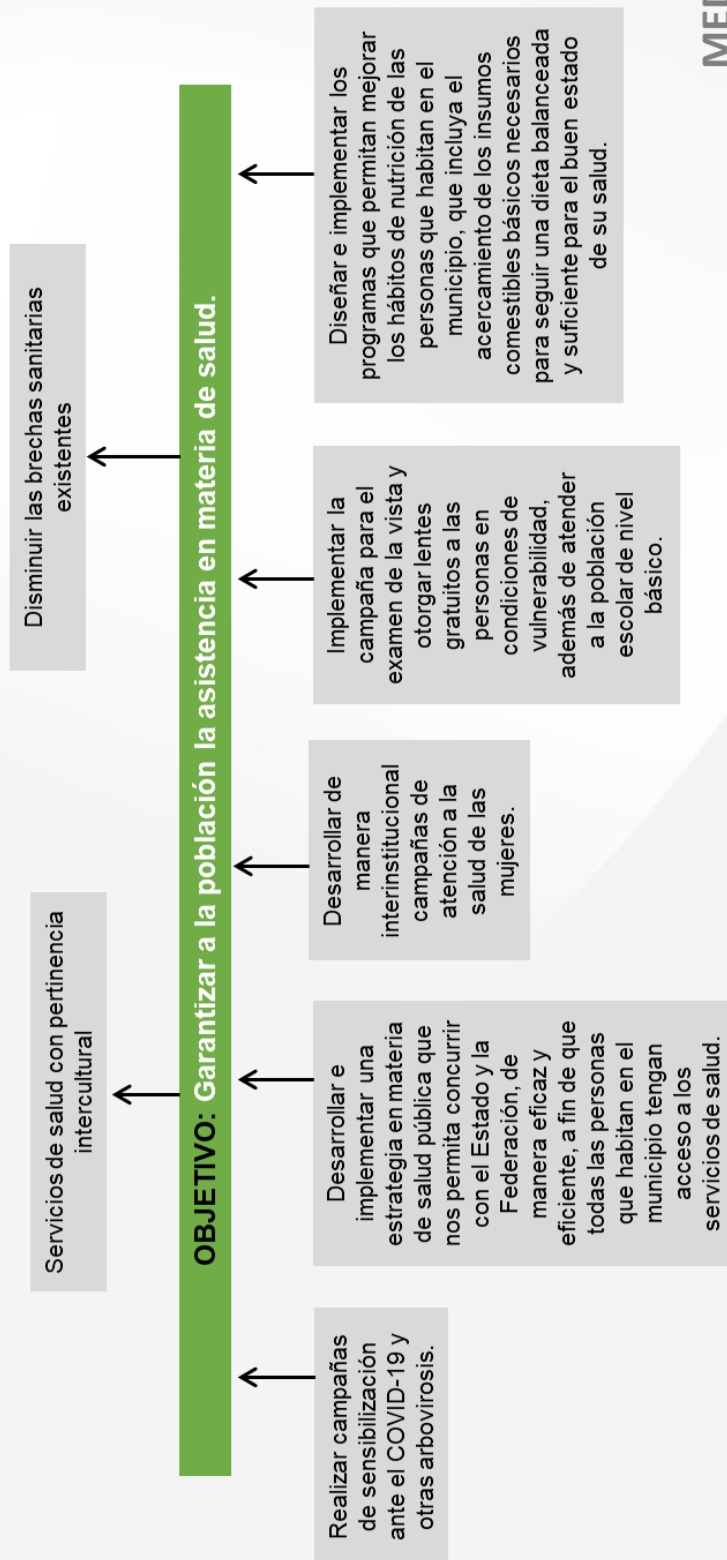 Servicios de salud con pertinencia
intercultural
Disminuir las brechas sanitarias
existentes
OBJETIVO: Garantizar a la población la asistencia en materia de salud.
Realizar campañas
de sensibilización
ante el COVID-19 y
otras arbovirosis.
Desarrollar e
implementar una
estrategia en materia
de salud pública que
nos permita concurrir
con el Estado y la
Federación, de
manera eficaz y
eficiente, a fin de que
todas las personas
que habitan en el
municipio tengan
acceso a los
servicios de salud.
Desarrollar de
manera
interinstitucional
campañas de
atención a la
salud de las
mujeres.
Implementar la
campaña para el
examen de la vista y
otorgar lentes
gratuitos a las
personas en
condiciones de
vulnerabilidad,
además de atender
a la población
escolar de nivel
básico.
Diseñar e implementar los
programas que permitan mejorar
los hábitos de nutrición de las
personas que habitan en el
municipio, que incluya el
acercamiento de los insumos
comestibles básicos necesarios
para seguir una dieta balanceada
y suficiente para el buen estado
de su salud.